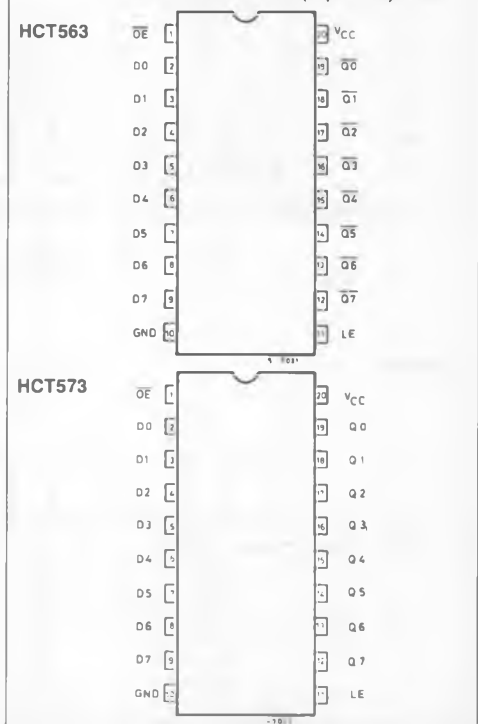 HCT563
OE 1 20 VCC
D0 2 19 Q0
D1 3 18 Q1
D2 4 17 Q2
D3 5 16 Q3
D4 6 15 Q4
D5 7 14 Q5
D6 8 13 Q6
D7 9 12 Q7
GND 10 11 LE
HCT573
OE 1 20 VCC
D0 2 19 Q0
D1 3 18 Q1
D2 4 17 Q2
D3 5 16 Q3
D4 6 15 Q4
D5 7 14 Q5
D6 8 13 Q6
D7 9 12 Q7
GND 10 11 LE